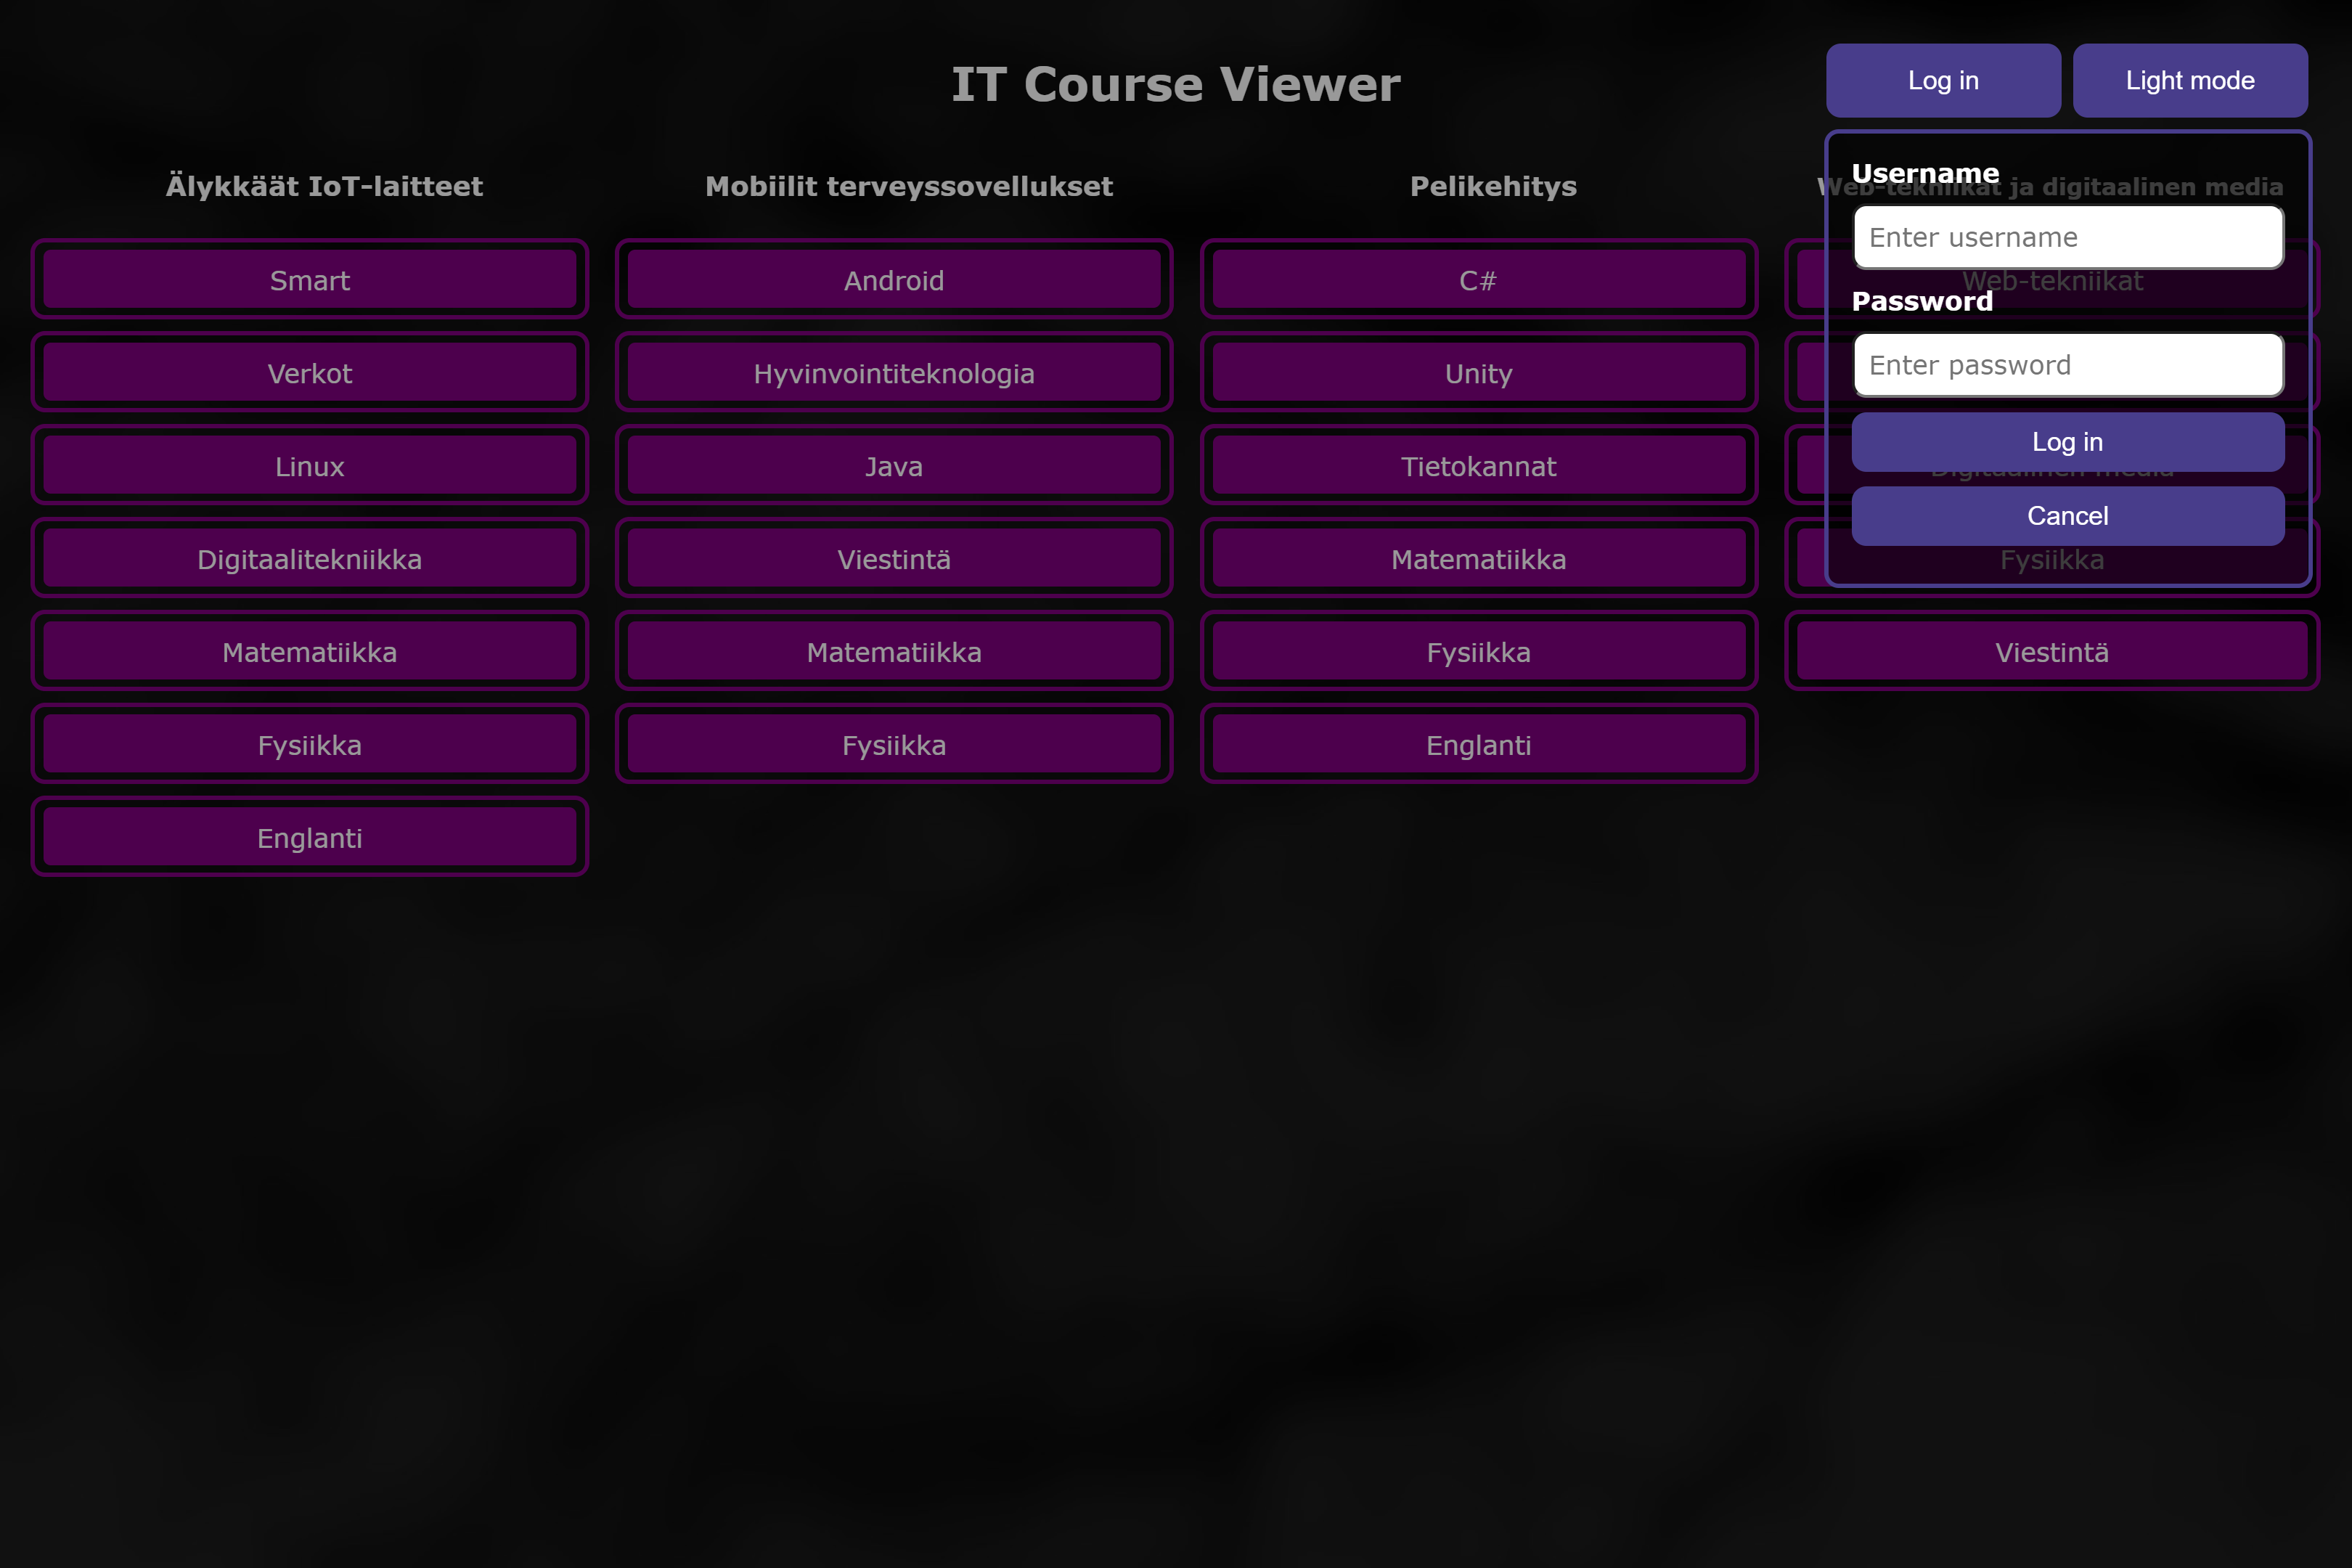 IT Course Viewer
Log in
Light mode
Älykkäät IoT-laitteet
Smart
Verkot
Linux
Digitaalitekniikka
Matematiikka
Fysiikka
Englanti
Mobiilit terveyssovellukset
Android
Hyvinvointiteknologia
Java
Viestintä
Matematiikka
Fysiikka
Pelikehitys
C#
Unity
Tietokannat
Matematiikka
Fysiikka
Englanti
Web-tekniikat ja digitaalinen media
Web-tekniikat
Digitaalinen media
Fysiikka
Viestintä
Username
Enter username
Password
Enter password
Log in
Cancel